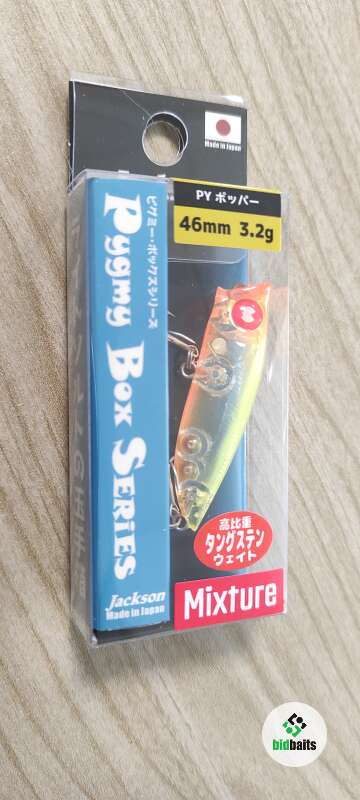 Made in Japan
PY ポッパー
46mm 3.2g
ピグミー・ボックスシリーズ
Pygmy Box Series
高比重
タングステン
ウェイト
Jackson
Made in Japan
Mixture
bidbaits